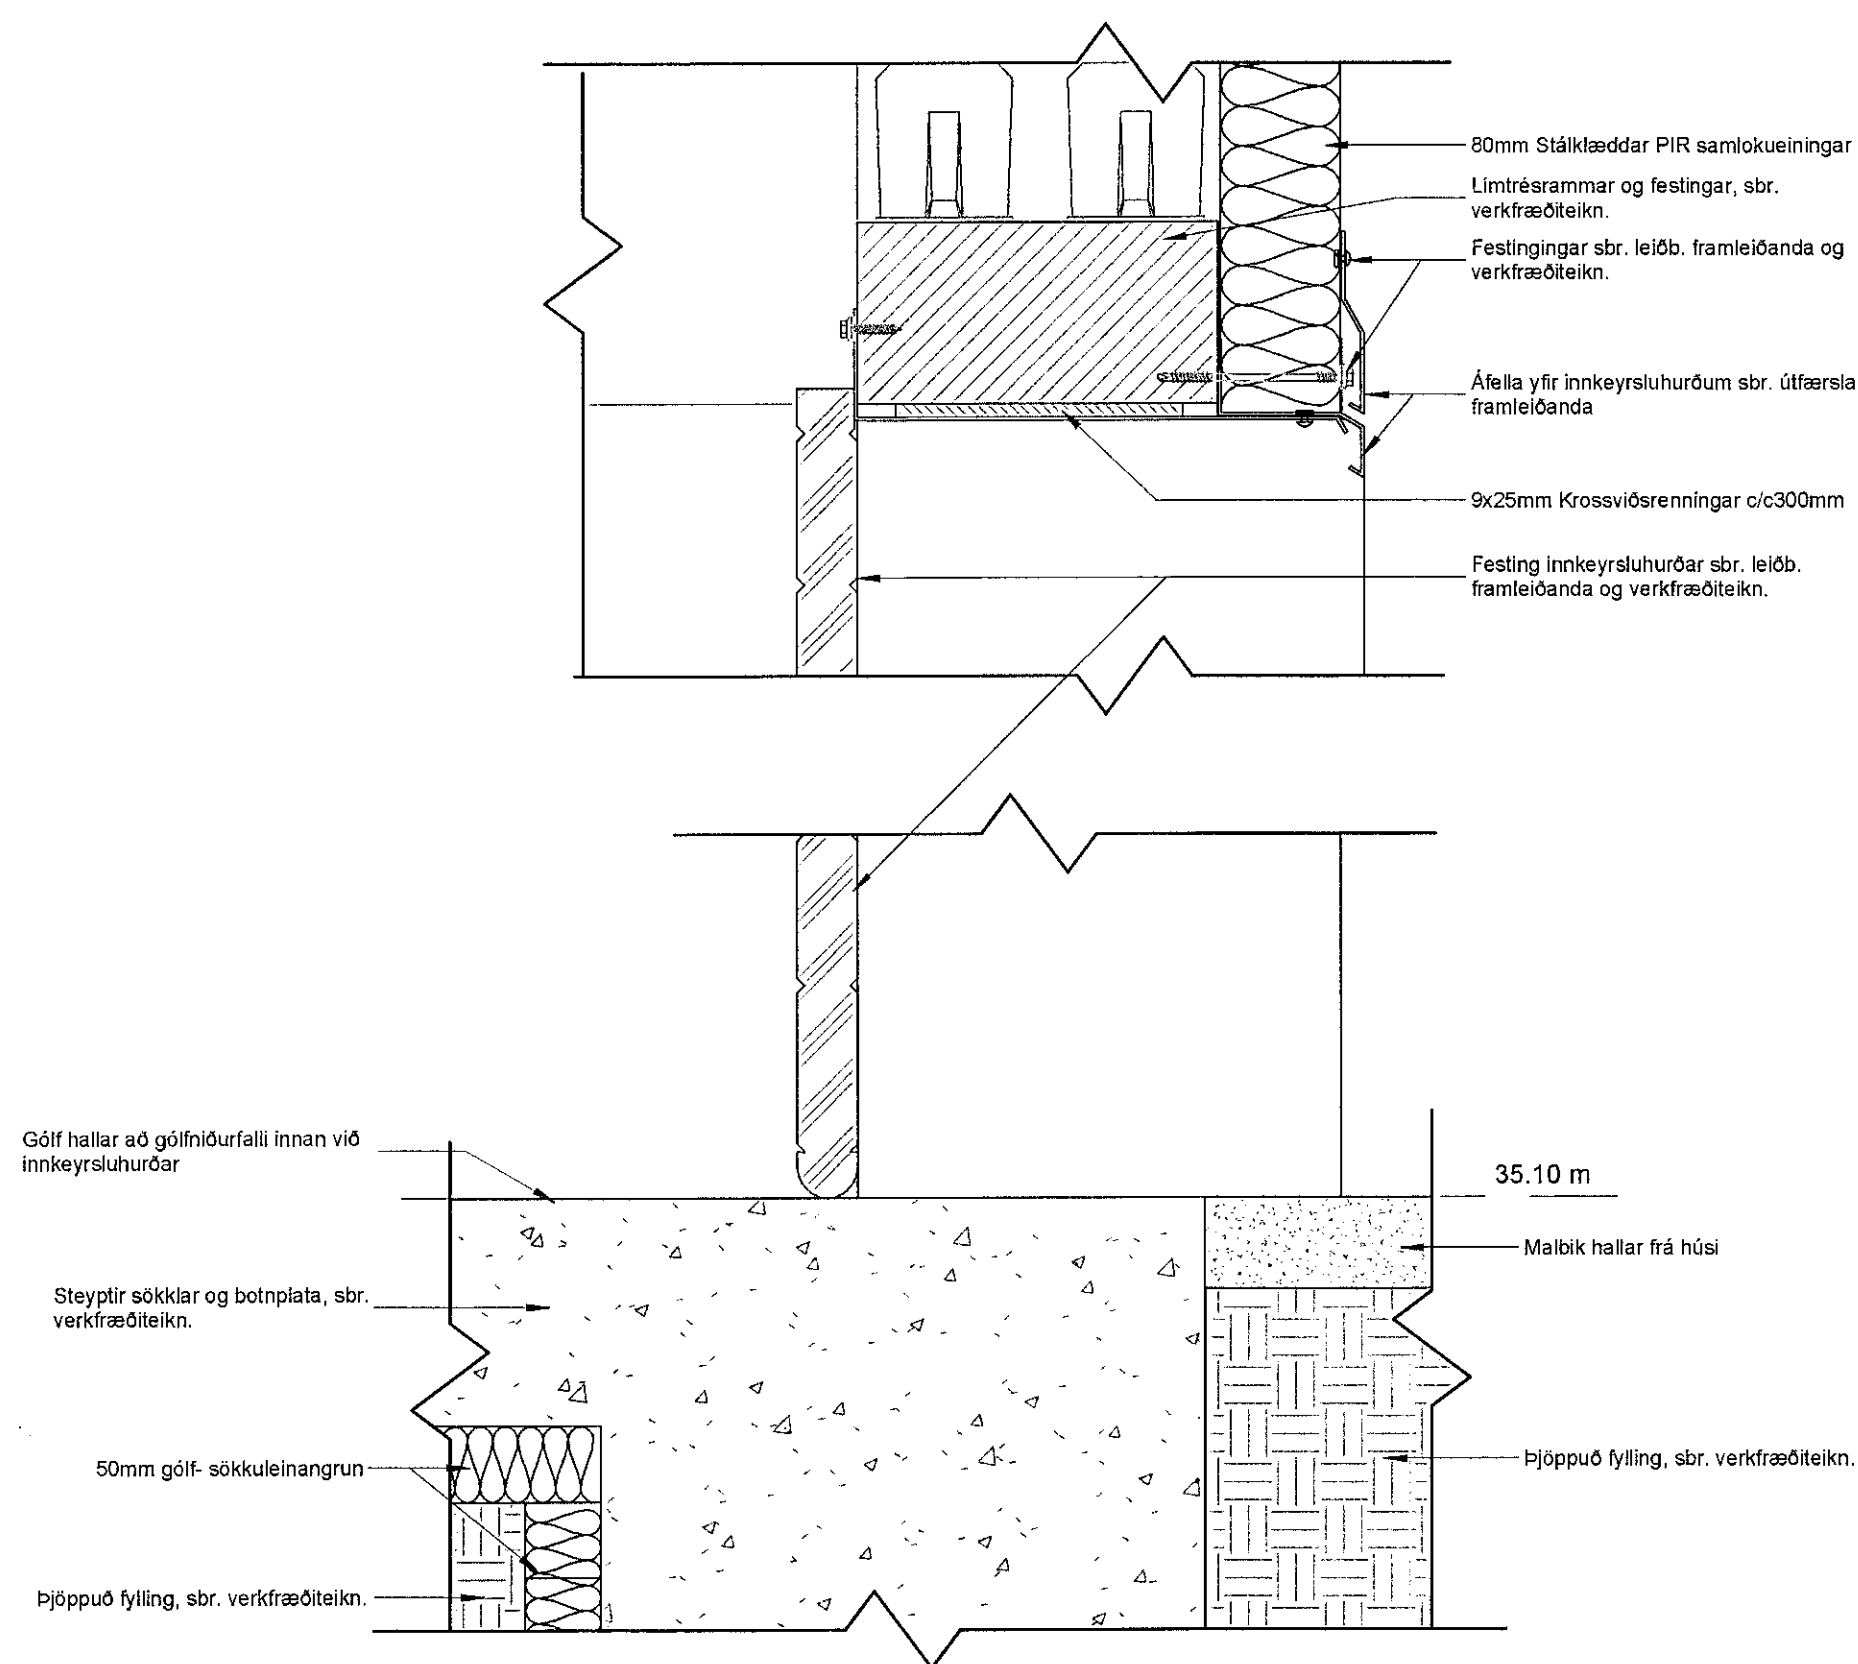 80mm Stálklæddar PIR samlokueiningar
Límtrésrammar og festingar, sbr.
verkfræðiteikn.
Festingingar sbr. leiðb. framleiðanda og
verkfræðiteikn.
Áfella yfir innkeyrsluhurðum sbr. útfærsla
framleiðanda
9x25mm Krossviðsrenningar c/c300mm
Festing innkeyrsluhurðar sbr. leiðb.
framleiðanda og verkfræðiteikn.
Gólf hallar að gólfniðurfalli innan við
innkeyrsluhurðar
35.10 m
Malbik hallar frá húsi
Steyptir sökklar og botnplata, sbr.
verkfræðiteikn.
50mm gólf- sökkuleinangrun
Þjöppuð fylling, sbr. verkfræðiteikn.
Þjöppuð fylling, sbr. verkfræðiteikn.